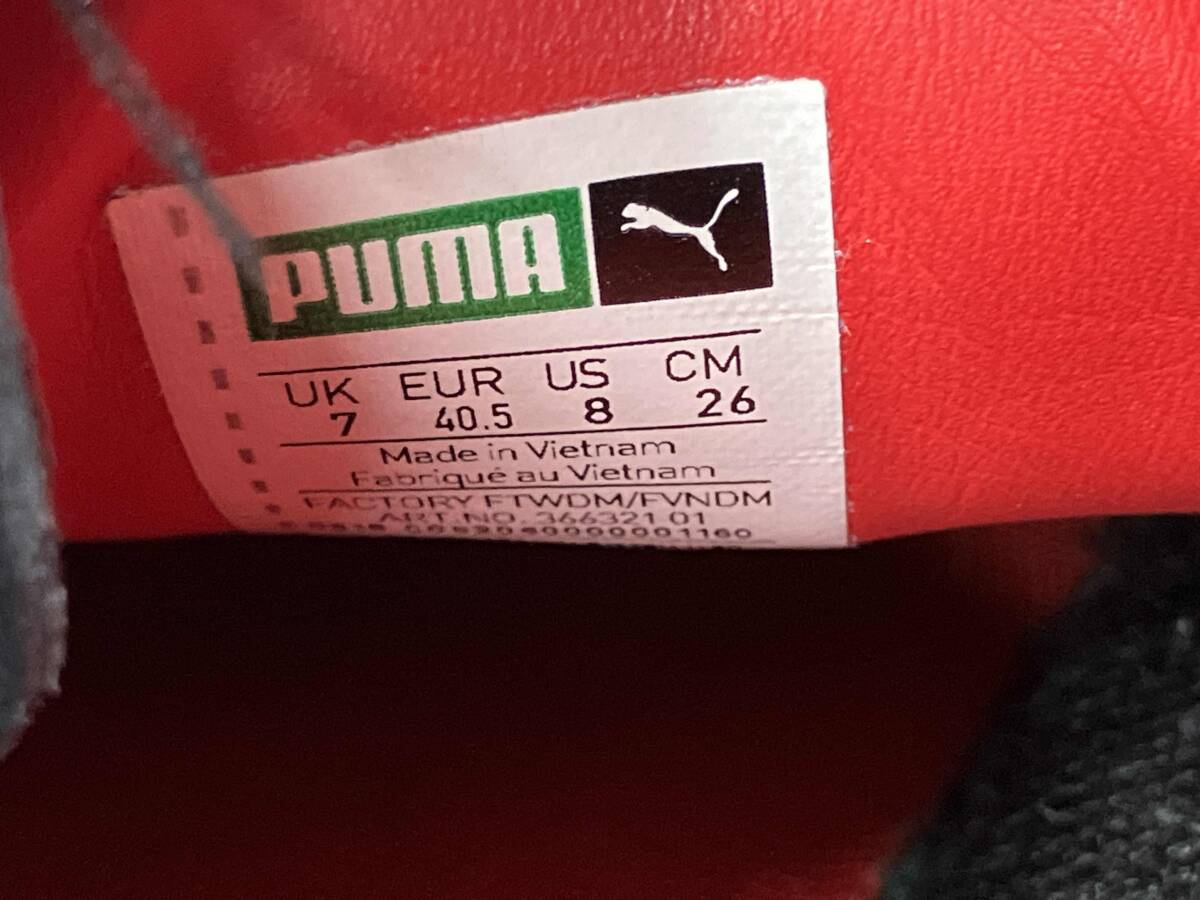 PUMA
UK EUR US CM
7 40.5 8 26
Made in Vietnam
Fabriqué au Vietnam
FACTORY FTWDM/FVNDM
ART.NO. 366321 01